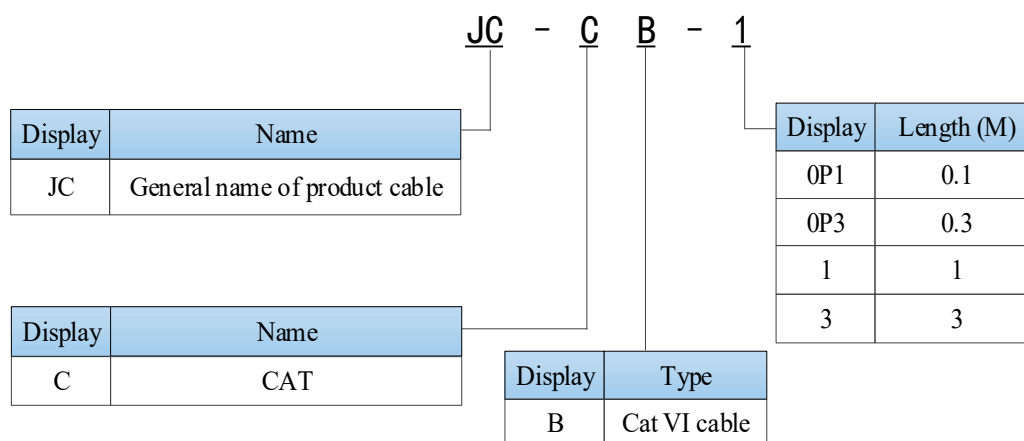 JC - C B - 1
Display Name
JC General name of product cable
Display Length (M)
0P1 0.1
0P3 0.3
1 1
3 3
Display Name
C CAT
Display Type
B Cat VI cable